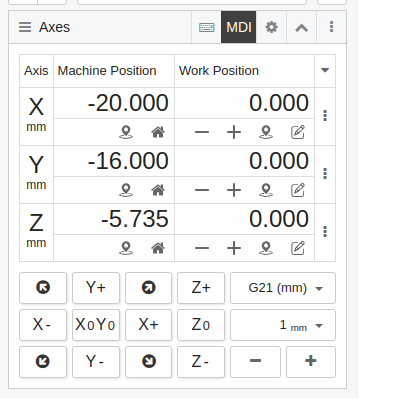 Axes MDI
Axis Machine Position Work Position
X -20.000 0.000
mm
Y -16.000 0.000
mm
Z -5.735 0.000
mm
Y+ Z+ G21 (mm)
X- X0Y0 X+ Z0 1 mm
Y- Z-